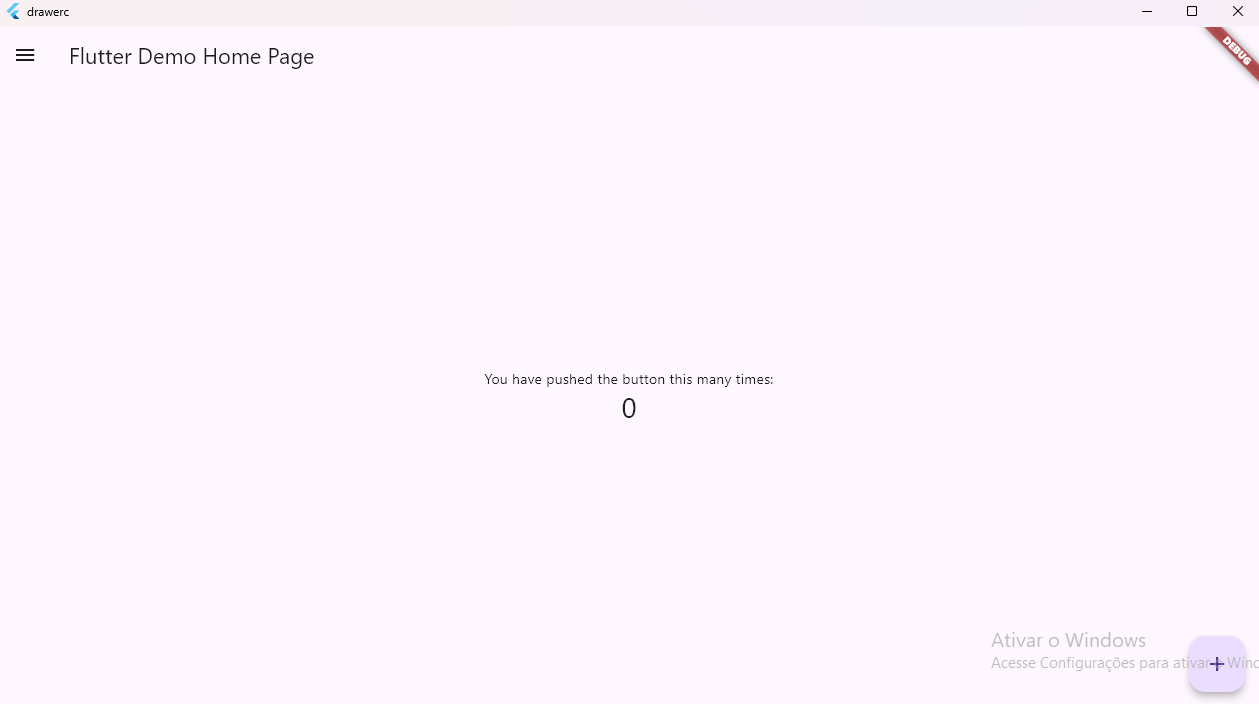 drawerc
Flutter Demo Home Page
DEBUG
You have pushed the button this many times:
0
Ativar o Windows
Acesse Configurações para ativar o Winc